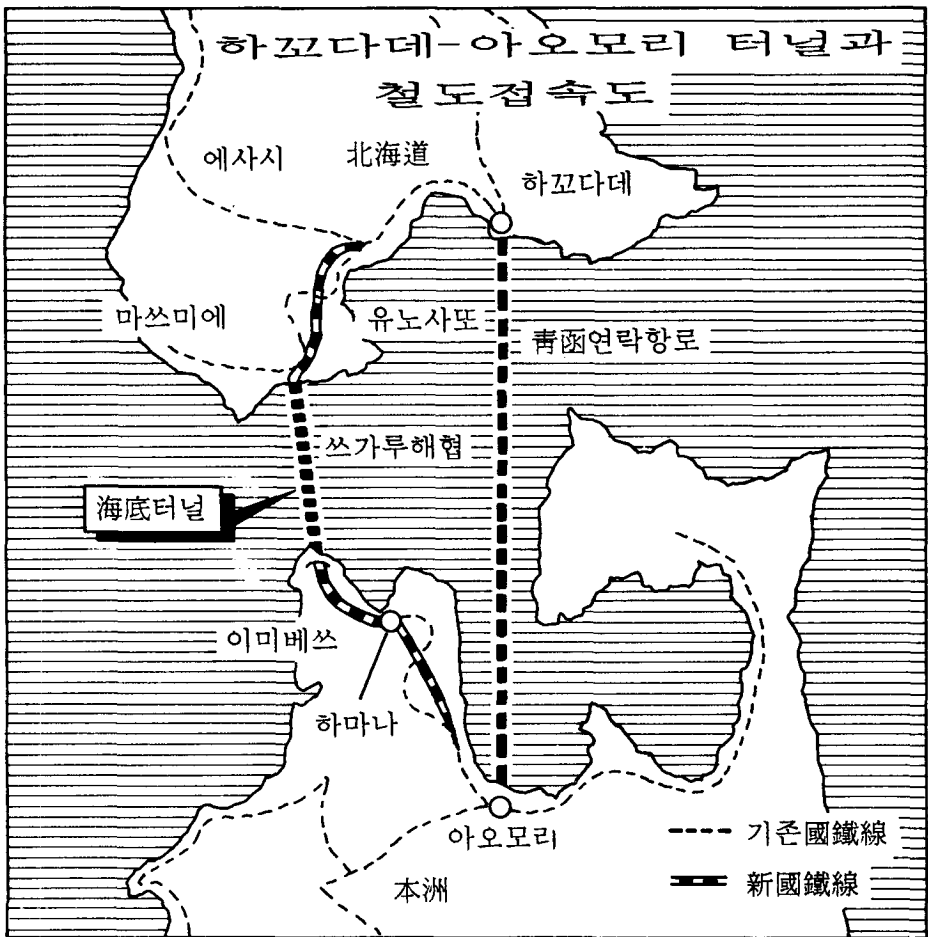 하꼬다데-아오모리 터널과
철도접속도
에사시
北海道
하꼬다데
마쓰미에
유노사또
靑函연락항로
쓰가루해협
海底터널
이미베쓰
하마나
아오모리
本洲
기존國鐵線
新國鐵線